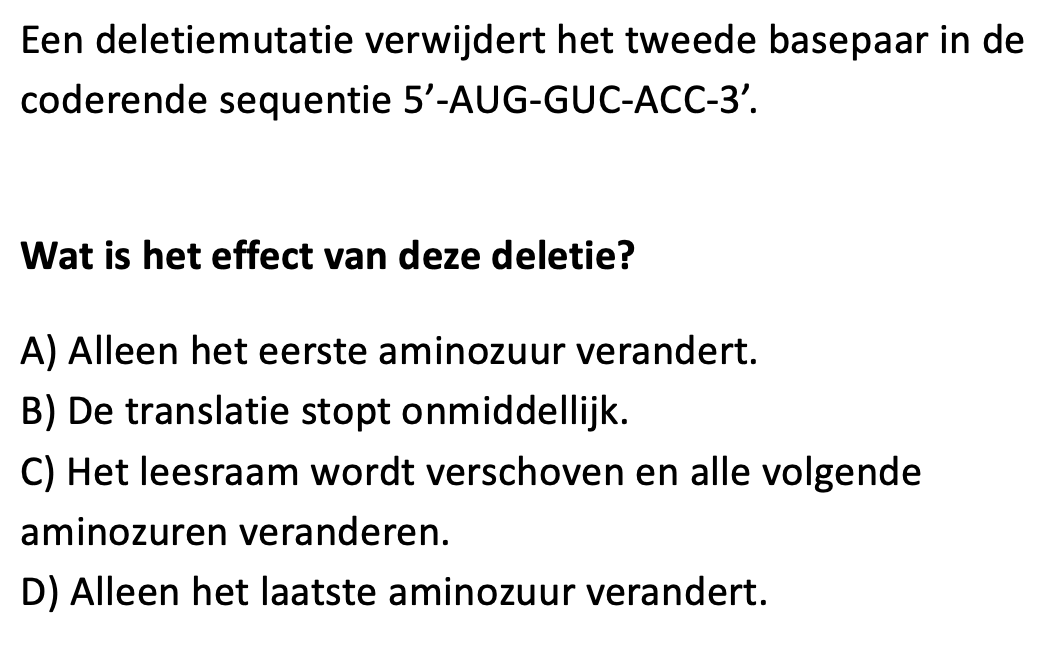 Een deletiemutatie verwijdert het tweede basepaar in de
coderende sequentie 5’-AUG-GUC-ACC-3’.
Wat is het effect van deze deletie?
A) Alleen het eerste aminozuur verandert.
B) De translatie stopt onmiddellijk.
C) Het leesraam wordt verschoven en alle volgende
aminozuren veranderen.
D) Alleen het laatste aminozuur verandert.